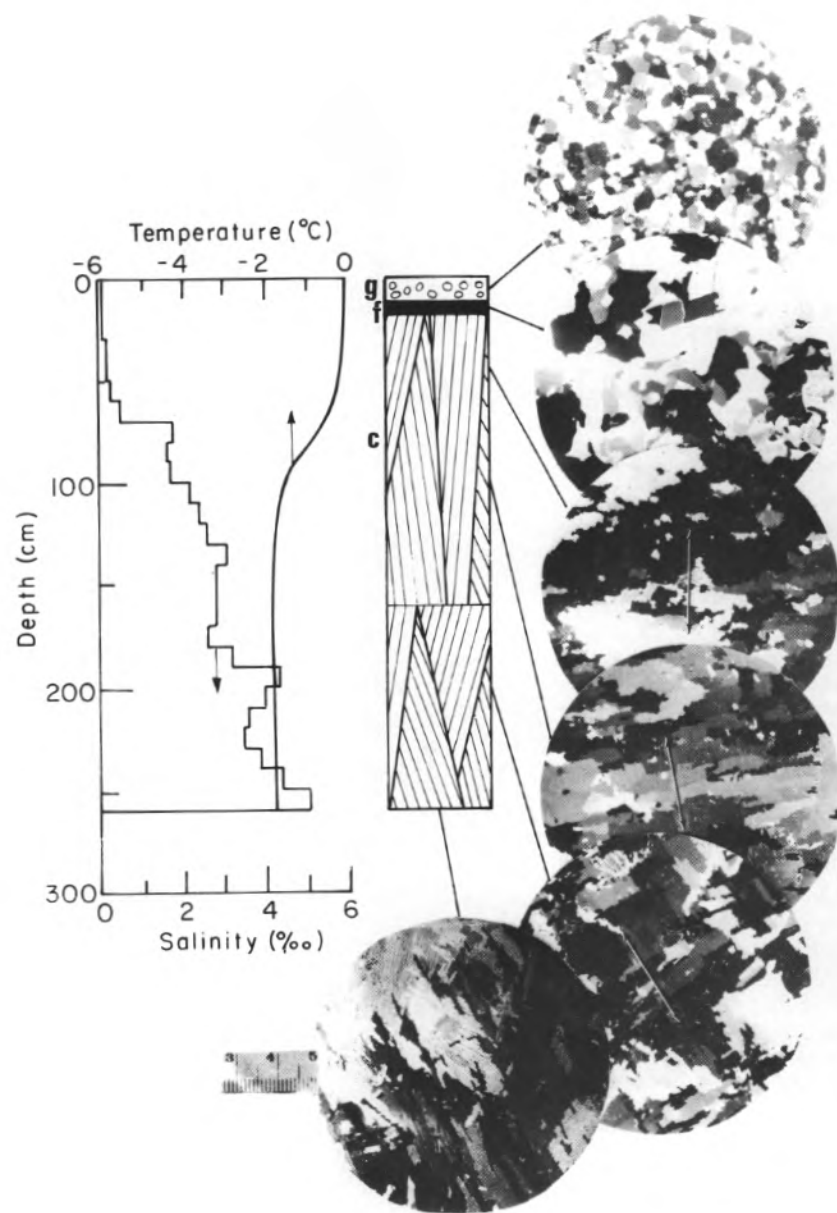 Temperature (°C)
-6 -4 -2 0
0
g
f
c
100
Depth (cm)
200
300
0 2 4 6
Salinity (‰)
3 4 5